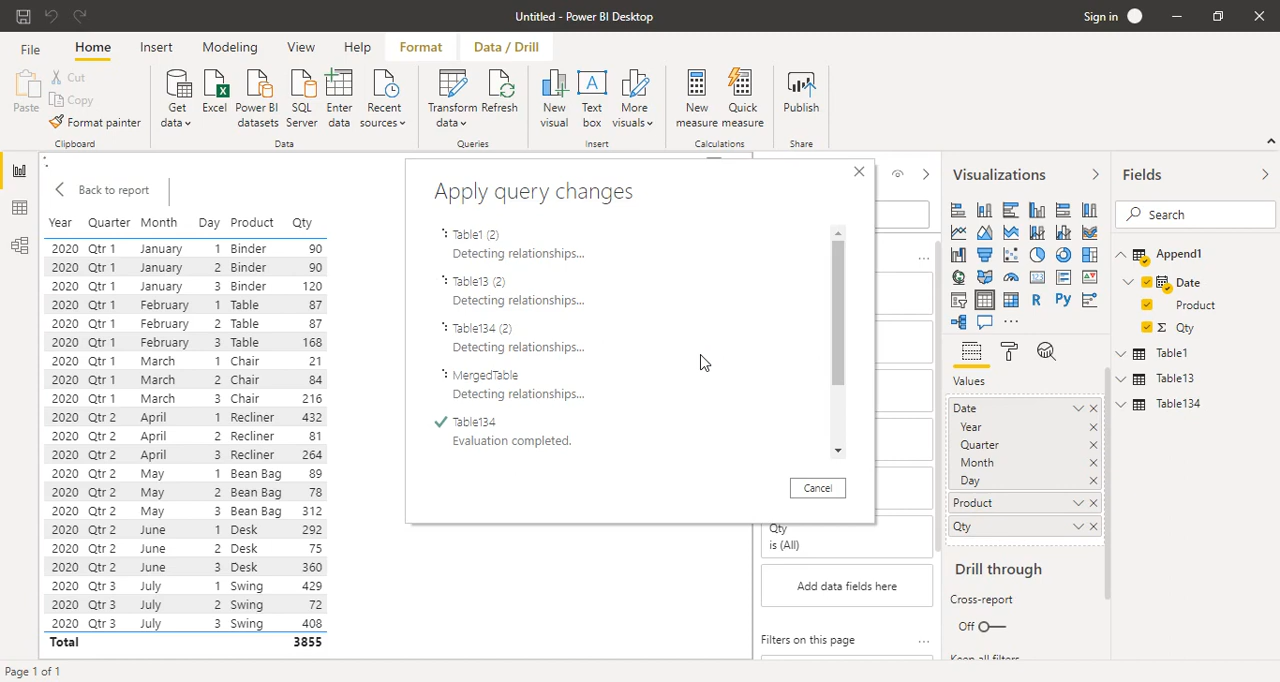 Untitled - Power BI Desktop
Sign in
File Home Insert Modeling View Help Format Data / Drill
Paste
Cut
Copy
Format painter
Clipboard
Get data
Excel
Power BI datasets
SQL Server
Enter data
Recent sources
Data
Transform data
Refresh
Queries
New visual
Text box
A
More visuals
Insert
New measure
Quick measure
Calculations
Publish
Share
Back to report
Year Quarter Month Day Product Qty
2020 Qtr 1 January 1 Binder 90
2020 Qtr 1 January 2 Binder 90
2020 Qtr 1 January 3 Binder 120
2020 Qtr 1 February 1 Table 87
2020 Qtr 1 February 2 Table 87
2020 Qtr 1 February 3 Table 168
2020 Qtr 1 March 1 Chair 21
2020 Qtr 1 March 2 Chair 84
2020 Qtr 1 March 3 Chair 216
2020 Qtr 2 April 1 Recliner 432
2020 Qtr 2 April 2 Recliner 81
2020 Qtr 2 April 3 Recliner 264
2020 Qtr 2 May 1 Bean Bag 89
2020 Qtr 2 May 2 Bean Bag 78
2020 Qtr 2 May 3 Bean Bag 312
2020 Qtr 2 June 1 Desk 292
2020 Qtr 2 June 2 Desk 75
2020 Qtr 2 June 3 Desk 360
2020 Qtr 3 July 1 Swing 429
2020 Qtr 3 July 2 Swing 72
2020 Qtr 3 July 3 Swing 408
Total 3855
Apply query changes
Table1 (2)
Detecting relationships...
Table13 (2)
Detecting relationships...
Table134 (2)
Detecting relationships...
MergedTable
Detecting relationships...
Table134
Evaluation completed.
Cancel
Qty
is (All)
Add data fields here
Filters on this page
Visualizations
R Py
Values
Date
Year
Quarter
Month
Day
Product
Qty
Drill through
Cross-report
Off
Keep all filters
Fields
Search
Append1
Date
Product
Σ Qty
Table1
Table13
Table134
Page 1 of 1